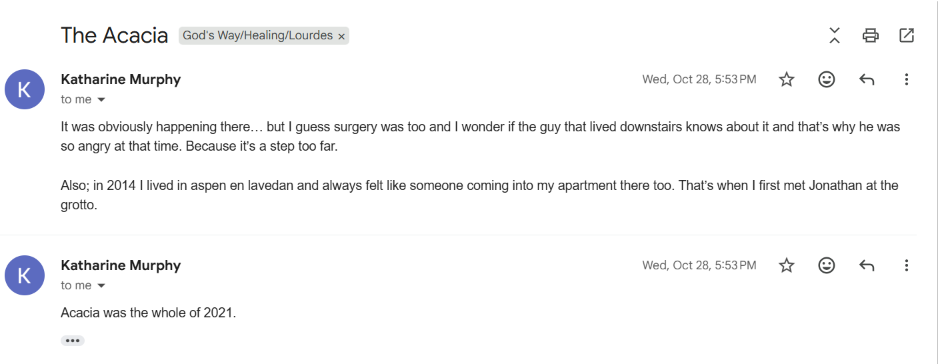 The Acacia God's Way/Healing/Lourdes ×
K
Katharine Murphy Wed, Oct 28, 5:53 PM
to me
It was obviously happening there… but I guess surgery was too and I wonder if the guy that lived downstairs knows about it and that's why he was
so angry at that time. Because it's a step too far.
Also; in 2014 I lived in aspen en lavedan and always felt like someone coming into my apartment there too. That's when I first met Jonathan at the
grotto.
K
Katharine Murphy Wed, Oct 28, 5:53 PM
to me
Acacia was the whole of 2021.
•••